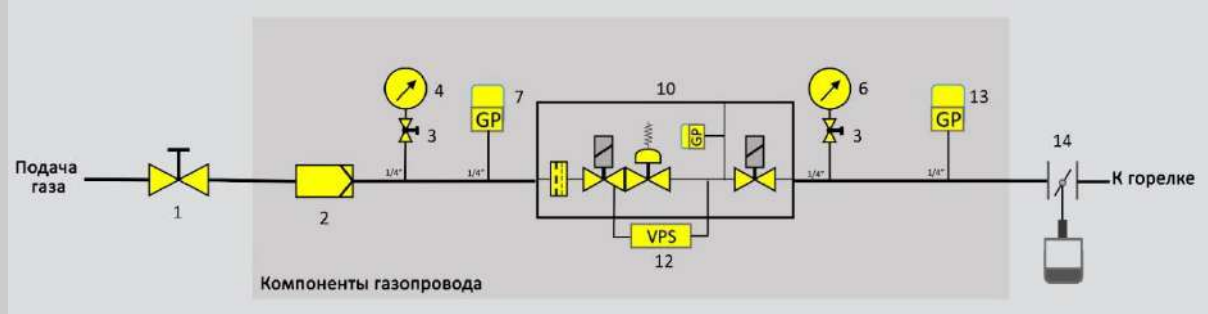 4
7
10
6
13
GP
GP
GP
3
3
14
Подача
газа
1/4"
1/4"
1/4"
1/4"
К горелке
1
2
VPS
12
Компоненты газопровода